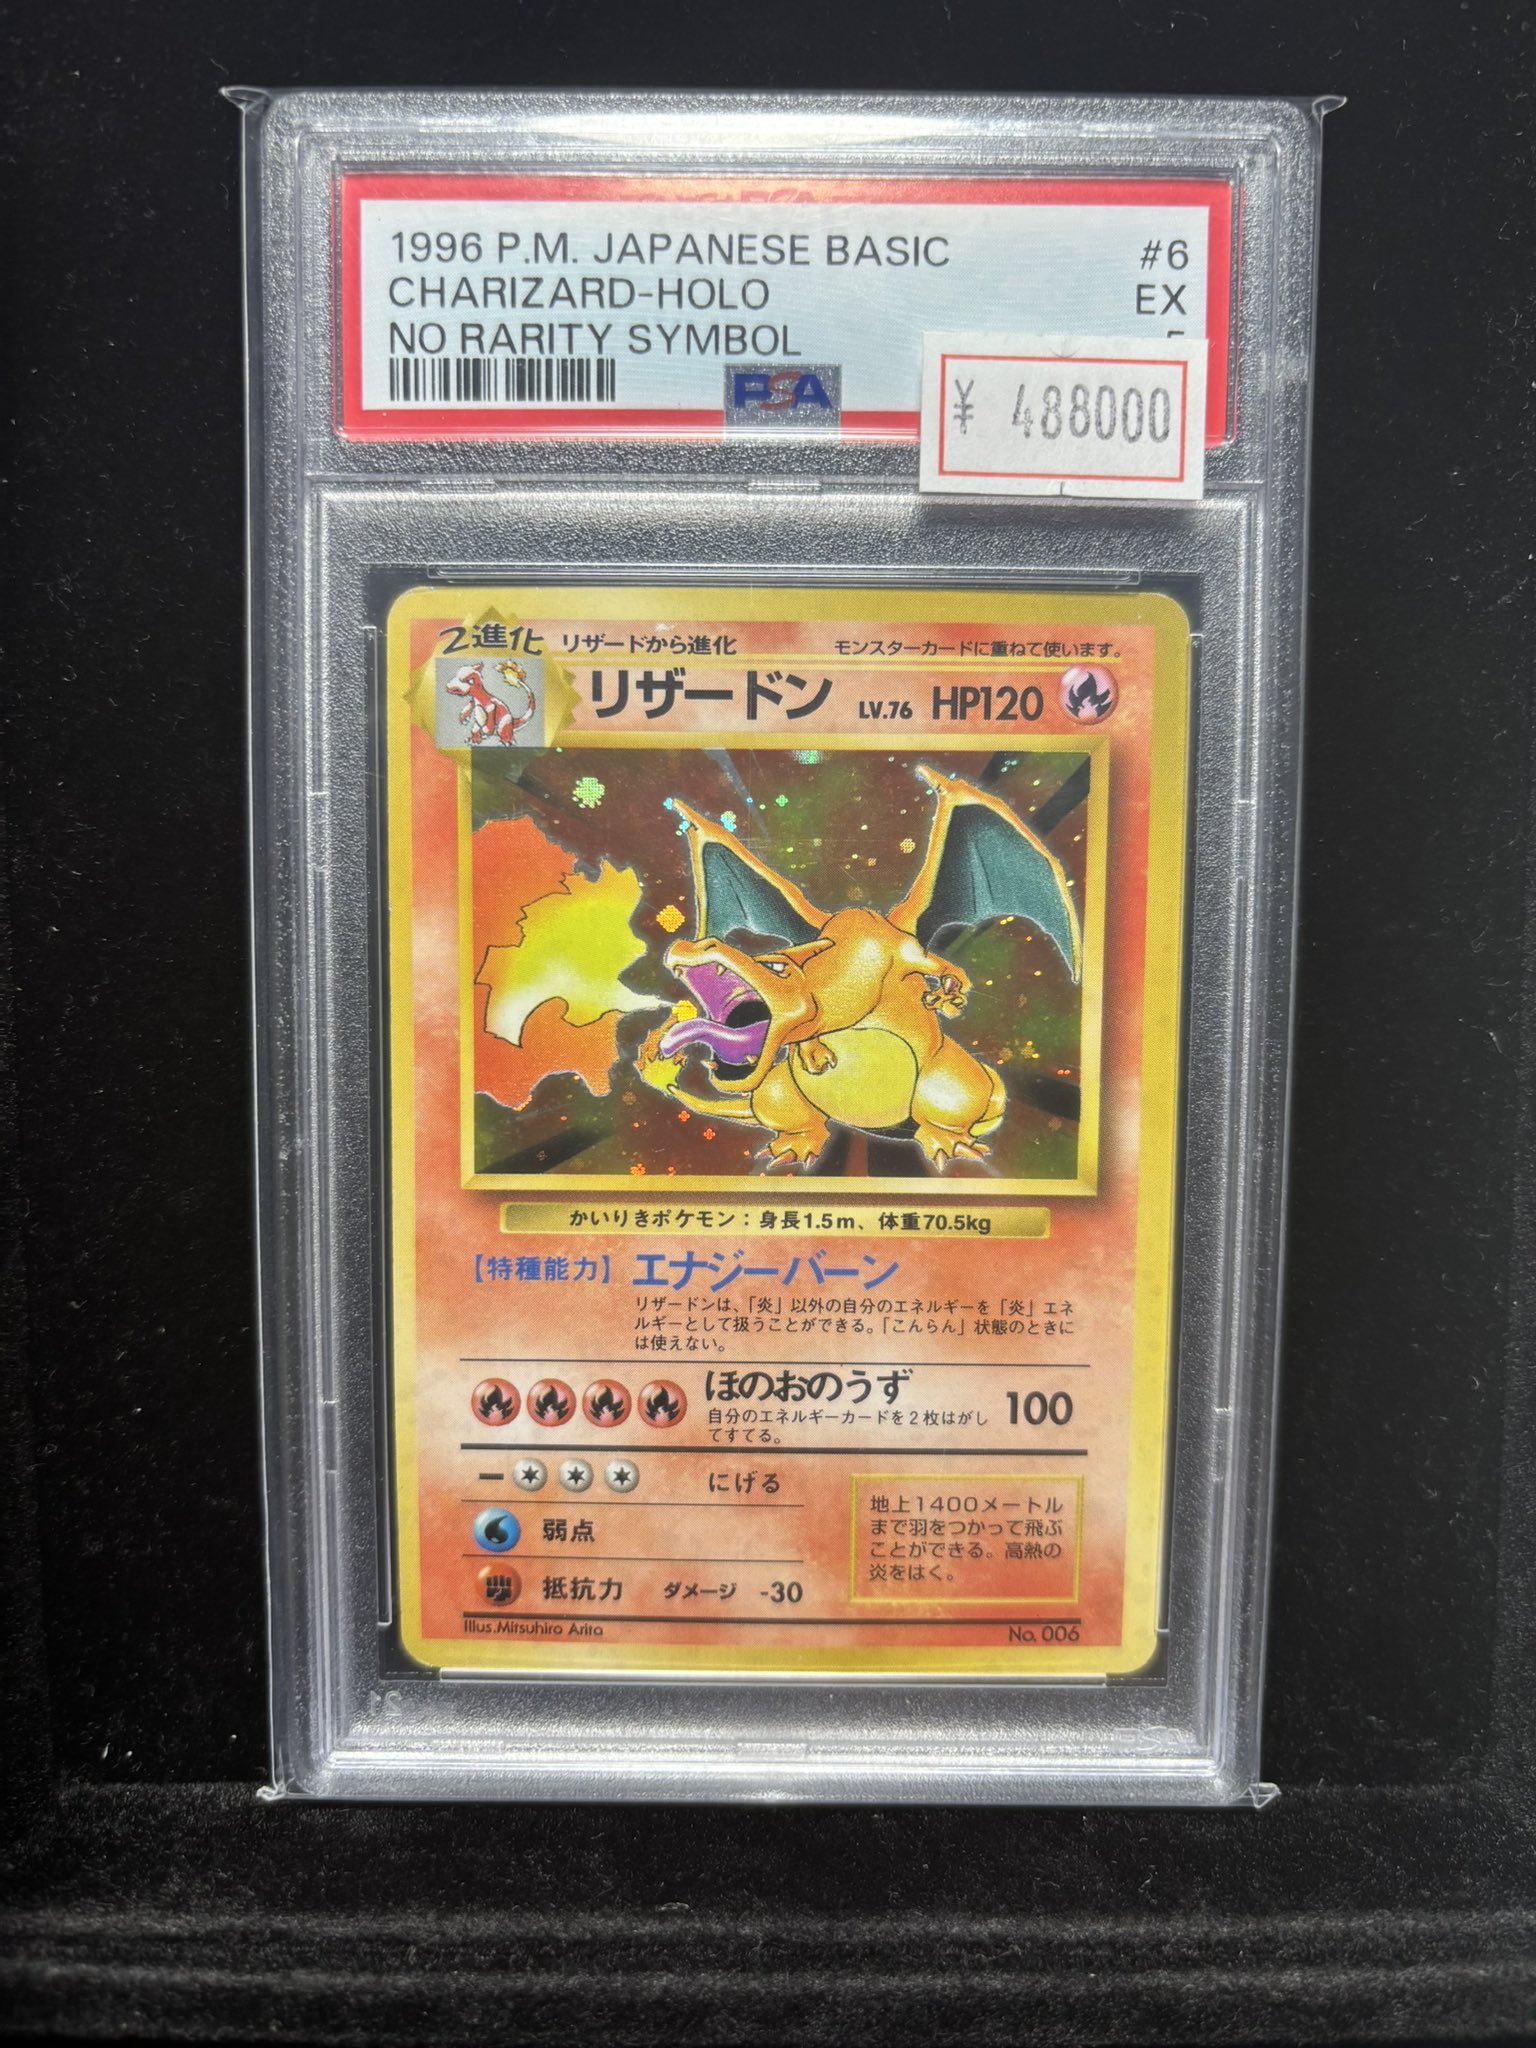 1996 P.M. JAPANESE BASIC #6
CHARIZARD-HOLO EX
NO RARITY SYMBOL
PSA
¥ 488000
2進化 リザードから進化 モンスターカードに重ねて使います。
リザードン LV.76 HP120
かいりきポケモン：身長1.5m、体重70.5kg
【特種能力】エナジーバーン
リザードンは、「炎」以外の自分のエネルギーを「炎」エネ
ルギーとして扱うことができる。「こんらん」状態のときに
は使えない。
ほのおのうず 100
自分のエネルギーカードを2枚はがし
てすてる。
にげる
弱点
抵抗力 ダメージ -30
地上1400メートル
まで羽をつかって飛ぶ
ことができる。高熱の
炎をはく。
Illus.Mitsuhiro Arita No. 006